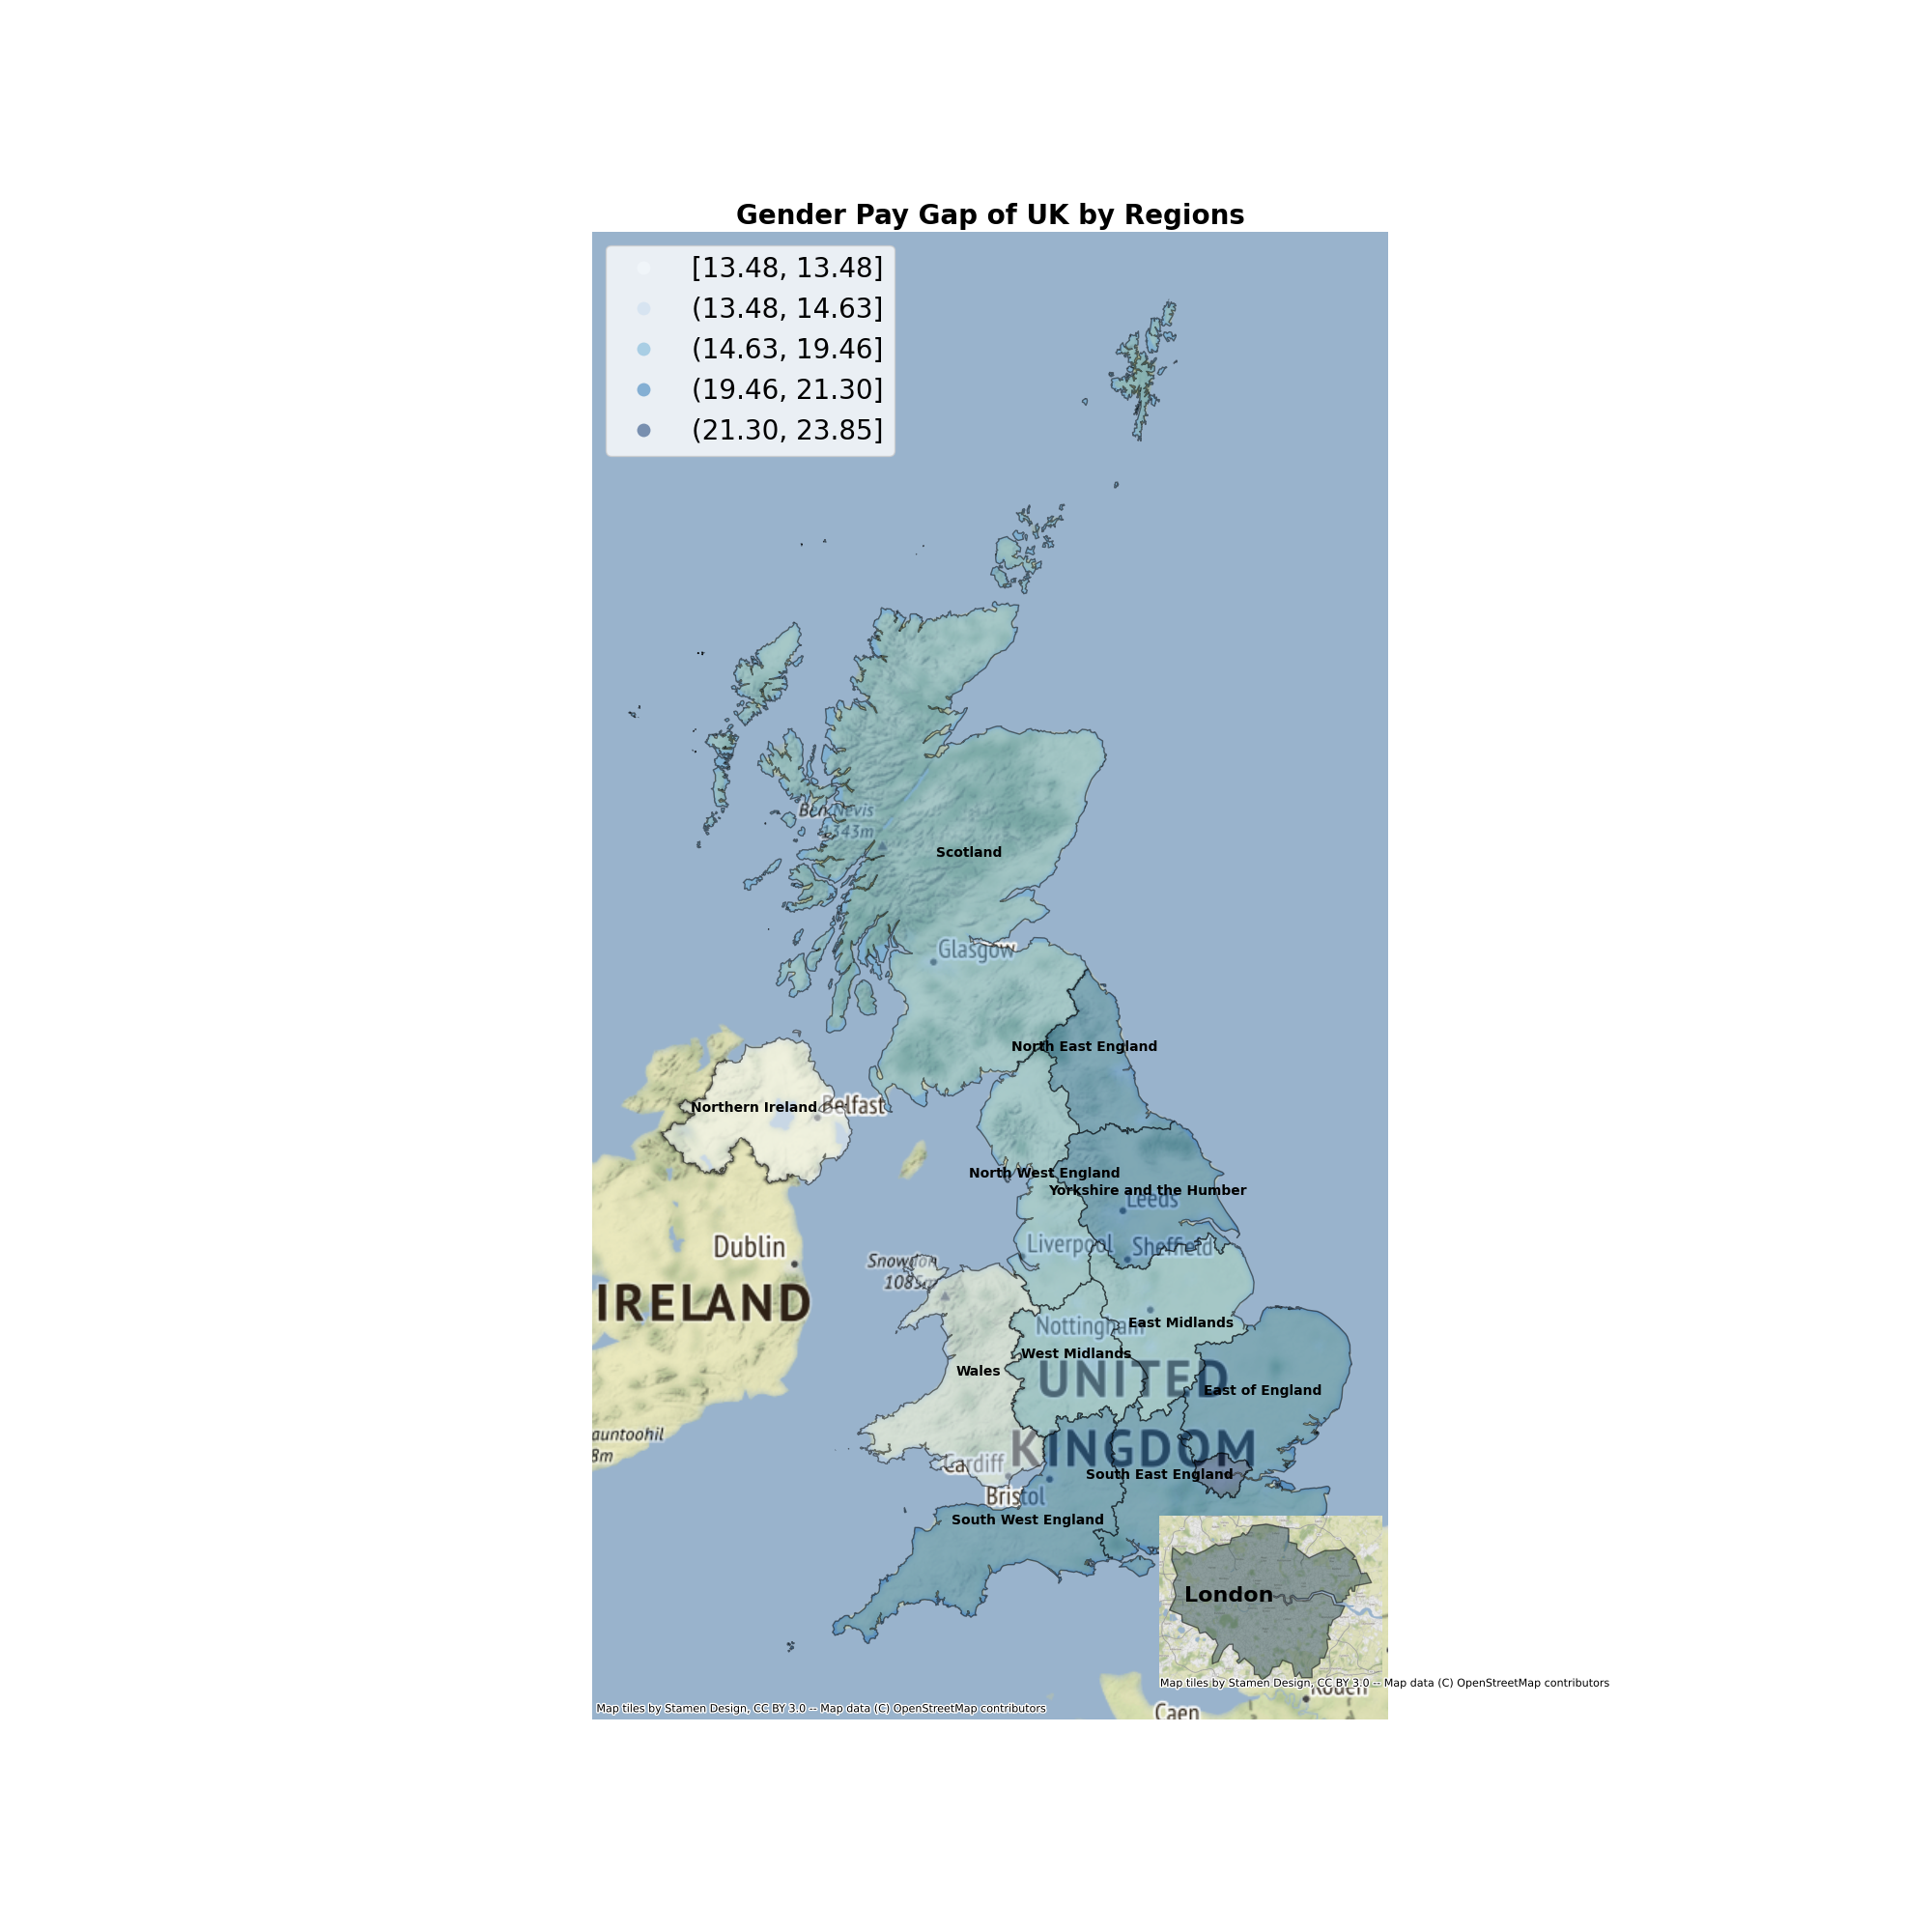 Gender Pay Gap of UK by Regions
[13.48, 13.48]
(13.48, 14.63]
(14.63, 19.46]
(19.46, 21.30]
(21.30, 23.85]
Ben Nevis
1343m
Scotland
Glasgow
North East England
Northern Ireland
Belfast
North West England
Yorkshire and the Humber
Leeds
Dublin
Liverpool
Sheffield
Snowdon
1085m
IRELAND
Nottingham
East Midlands
West Midlands
Wales
UNITED
East of England
auntoohil
8m
KINGDOM
Cardiff
South East England
Bristol
South West England
London
Map tiles by Stamen Design, CC BY 3.0 -- Map data (C) OpenStreetMap contributors
Rouen
Map tiles by Stamen Design, CC BY 3.0 -- Map data (C) OpenStreetMap contributors
Caen